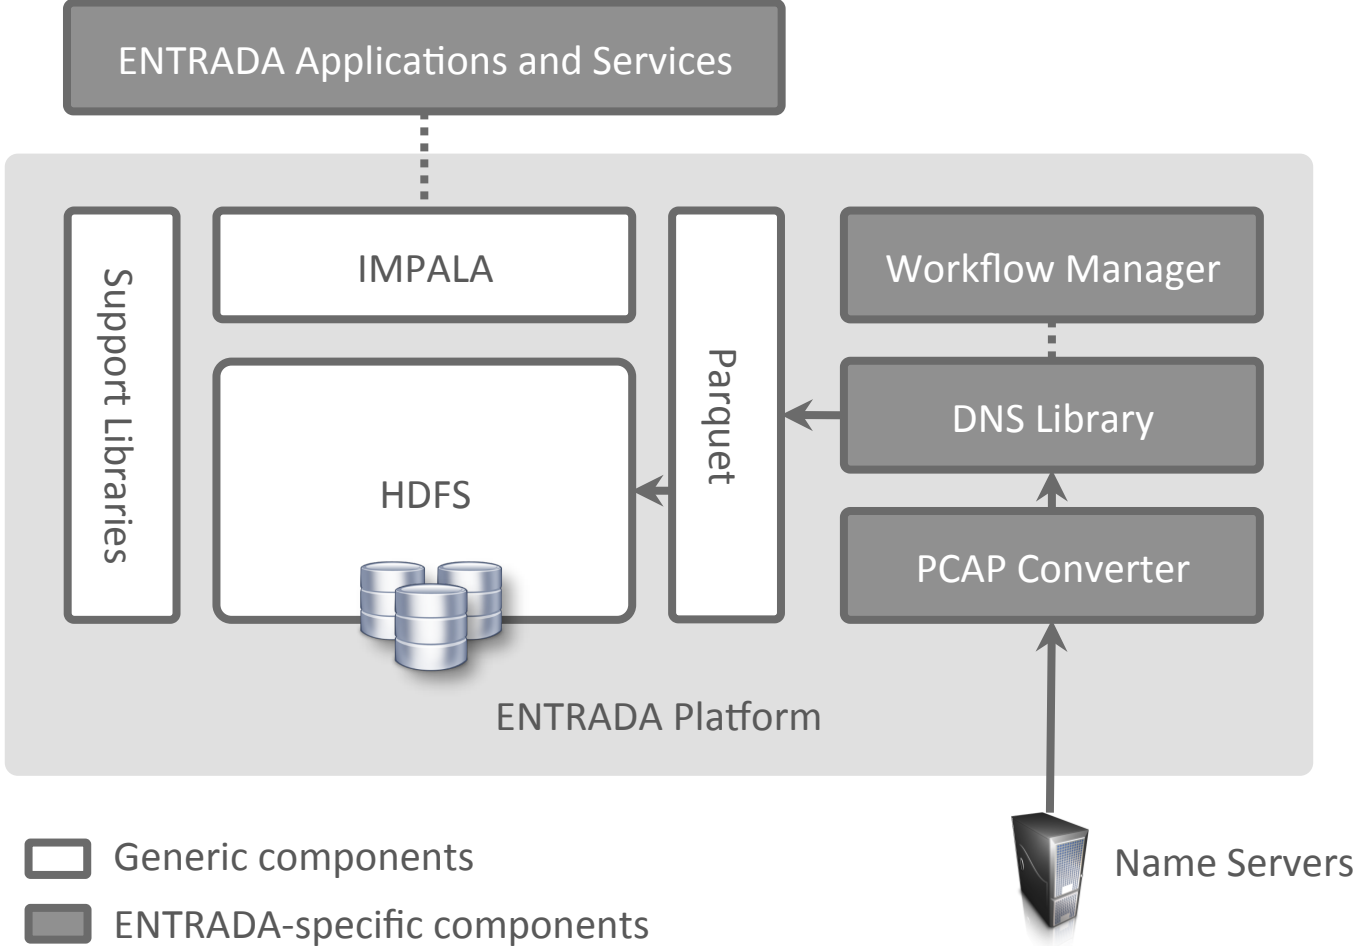 ENTRADA Applications and Services
Support Libraries
IMPALA
HDFS
Parquet
Workflow Manager
DNS Library
PCAP Converter
ENTRADA Platform
Name Servers
Generic components
ENTRADA-specific components